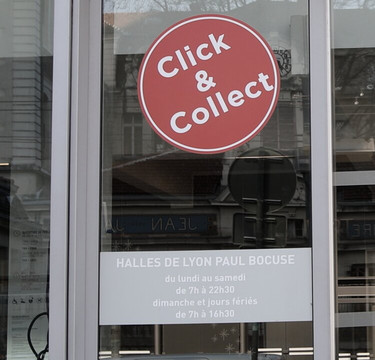 Click
&
Collect
JEAN
HALLES DE LYON PAUL BOCUSE
du lundi au samedi
de 7h à 22h30
dimanche et jours fériés
de 7h à 16h30